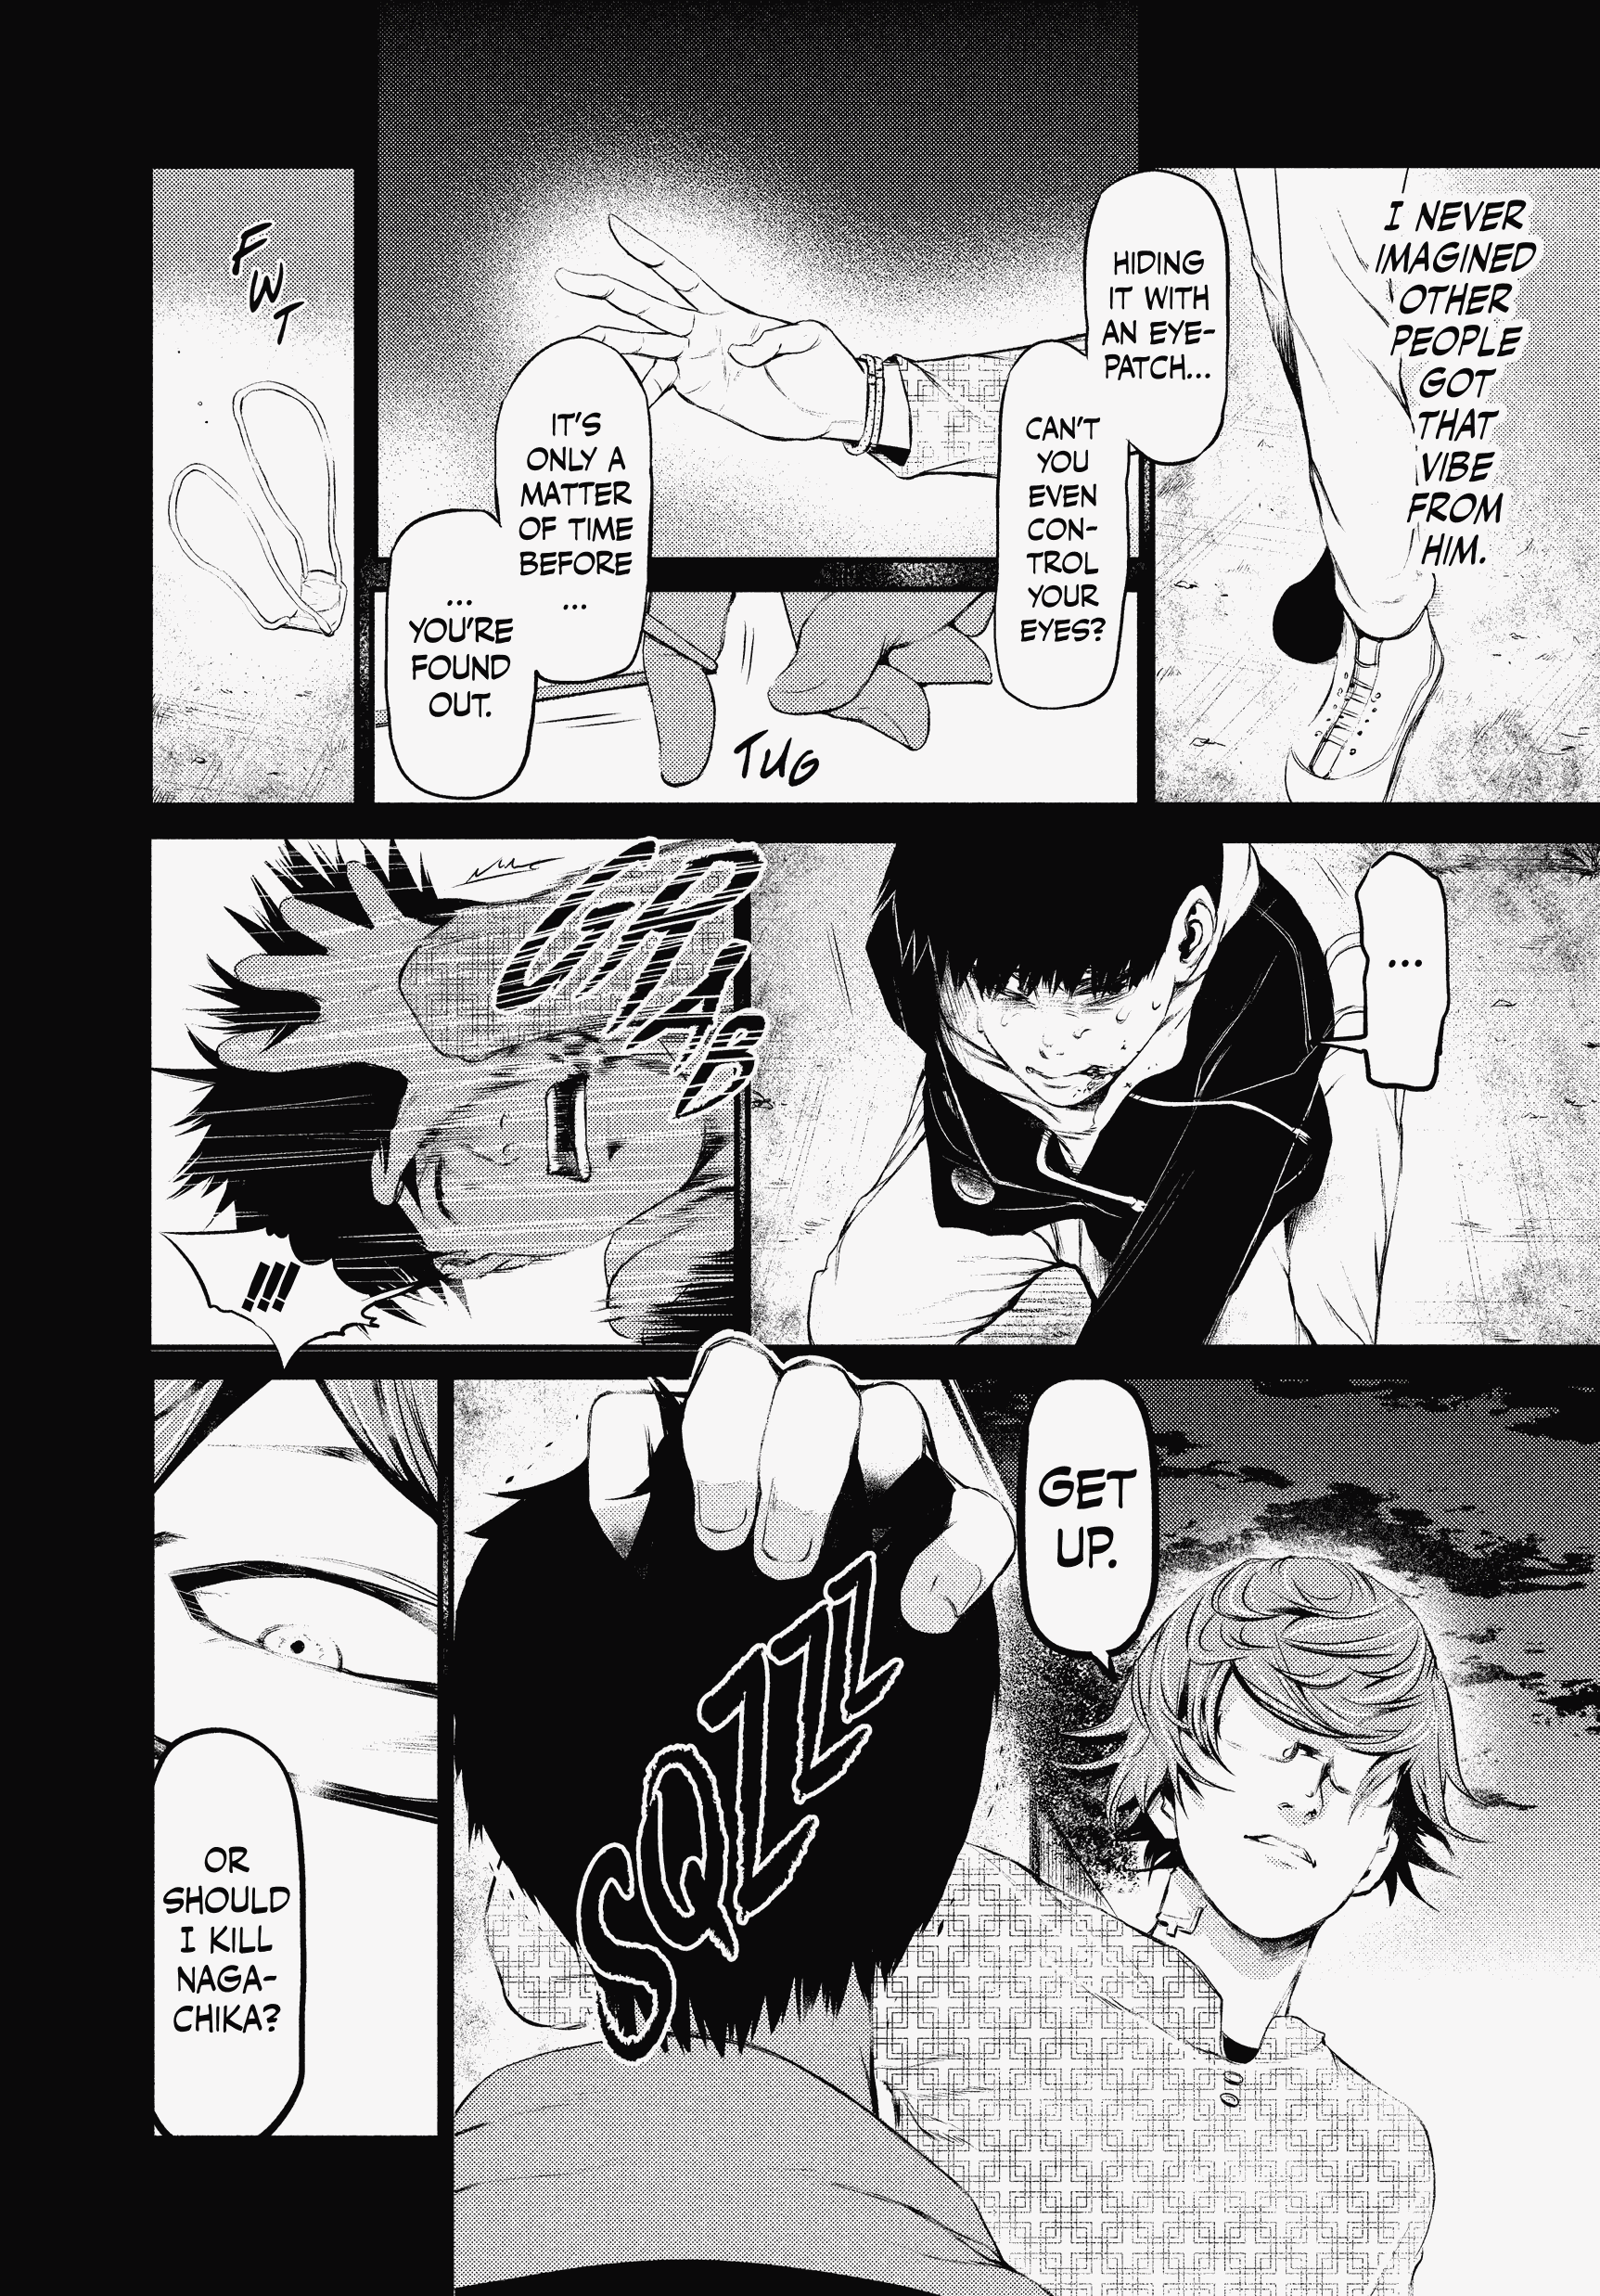 I NEVER
IMAGINED
OTHER
PEOPLE
GOT
THAT
VIBE
FROM
HIM.
HIDING
IT WITH
AN EYE-
PATCH...
CAN'T
YOU
EVEN
CON-
TROL
YOUR
EYES?
IT'S
ONLY A
MATTER
OF TIME
BEFORE
...
...
YOU'RE
FOUND
OUT.
TUG
FWT
...
GRAB
!!!
GET
UP.
SQZZZ
OR
SHOULD
I KILL
NAGA-
CHIKA?